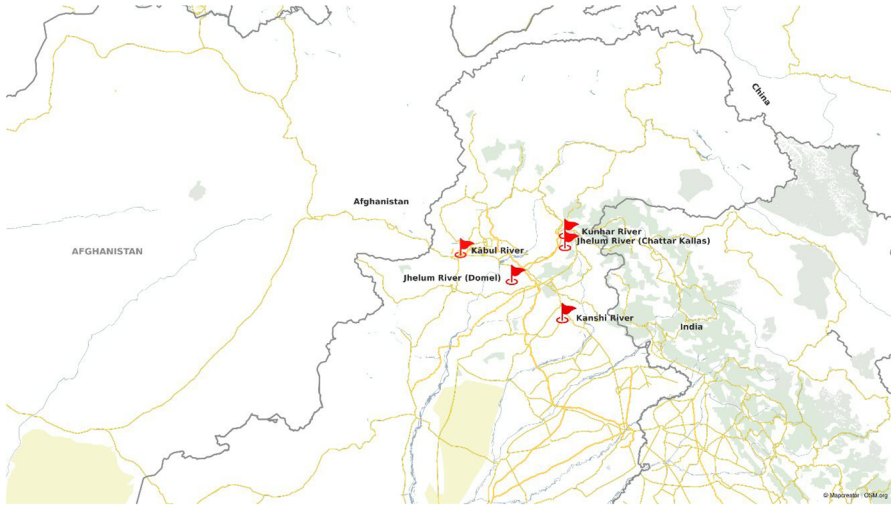 China
Afghanistan
Kunhar River
Jhelum River (Chattar Kallas)
AFGHANISTAN
Kabul River
Jhelum River (Domel)
Kanshi River
India
© Mapcreator | OSM.org